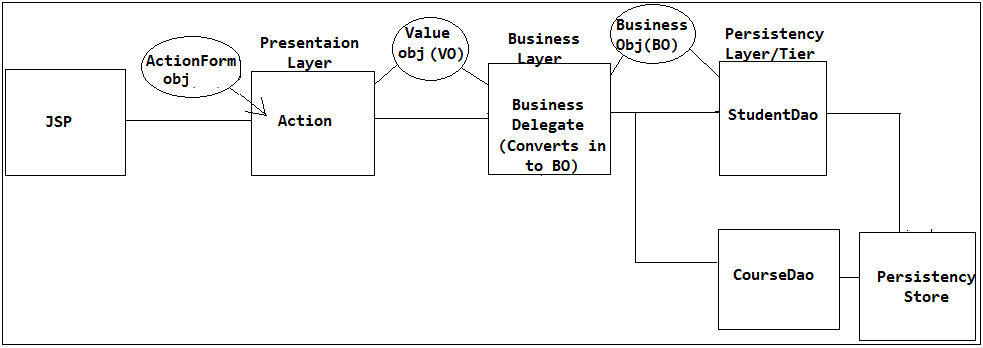 JSP
ActionForm
obj
Presentaion
Layer
Action
Value
obj (VO)
Business
Layer
Business
Delegate
(Converts in
to BO)
Business
Obj(BO)
Persistency
Layer/Tier
StudentDao
CourseDao
Persistency
Store